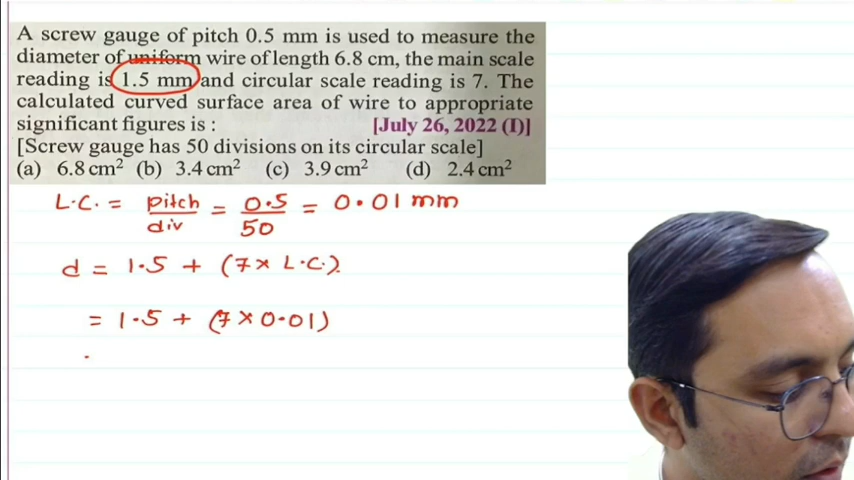 A screw gauge of pitch 0.5 mm is used to measure the
diameter of uniform wire of length 6.8 cm, the main scale
reading is 1.5 mm and circular scale reading is 7. The
calculated curved surface area of wire to appropriate
significant figures is : [July 26, 2022 (I)]
[Screw gauge has 50 divisions on its circular scale]
(a) 6.8 cm² (b) 3.4 cm² (c) 3.9 cm² (d) 2.4 cm²
L.C. = pitch/div = 0.5/50 = 0.01 mm
d = 1.5 + (7 × L.C.)
= 1.5 + (7 × 0.01)